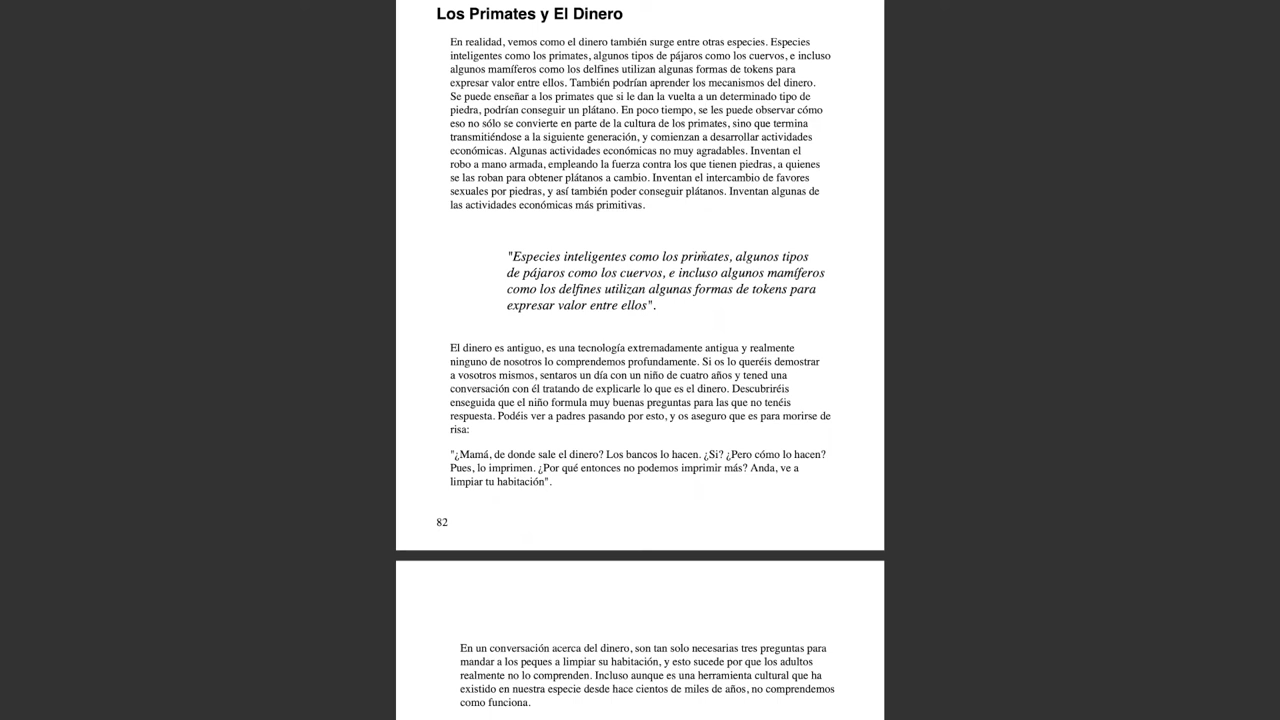 Los Primates y El Dinero
En realidad, vemos como el dinero también surge entre otras especies. Especies
inteligentes como los primates, algunos tipos de pájaros como los cuervos, e incluso
algunos mamíferos como los delfines utilizan algunas formas de tokens para
expresar valor entre ellos. También podrían aprender los mecanismos del dinero.
Se puede enseñar a los primates que si le dan la vuelta a un determinado tipo de
piedra, podrían conseguir un plátano. En poco tiempo, se les puede observar cómo
eso no sólo se convierte en parte de la cultura de los primates, sino que termina
transmitiéndose a la siguiente generación, y comienzan a desarrollar actividades
económicas. Algunas actividades económicas no muy agradables. Inventan el
robo a mano armada, empleando la fuerza contra los que tienen piedras, a quienes
se las roban para obtener plátanos a cambio. Inventan el intercambio de favores
sexuales por piedras, y así también poder conseguir plátanos. Inventan algunas de
las actividades económicas más primitivas.
"Especies inteligentes como los primates, algunos tipos
de pájaros como los cuervos, e incluso algunos mamíferos
como los delfines utilizan algunas formas de tokens para
expresar valor entre ellos".
El dinero es antiguo, es una tecnología extremadamente antigua y realmente
ninguno de nosotros lo comprendemos profundamente. Si os lo queréis demostrar
a vosotros mismos, sentaros un día con un niño de cuatro años y tened una
conversación con él tratando de explicarle lo que es el dinero. Descubriréis
enseguida que el niño formula muy buenas preguntas para las que no tenéis
respuesta. Podéis ver a padres pasando por esto, y os aseguro que es para morirse de
risa:
"¿Mamá, de donde sale el dinero? Los bancos lo hacen. ¿Si? ¿Pero cómo lo hacen?
Pues, lo imprimen. ¿Por qué entonces no podemos imprimir más? Anda, ve a
limpiar tu habitación".
82
En un conversación acerca del dinero, son tan solo necesarias tres preguntas para
mandar a los peques a limpiar su habitación, y esto sucede por que los adultos
realmente no lo comprenden. Incluso aunque es una herramienta cultural que ha
existido en nuestra especie desde hace cientos de miles de años, no comprendemos
como funciona.